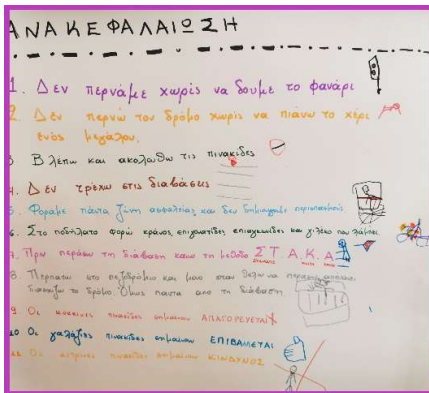 ΑΝΑΚΕΦΑΛΑΙΩΣΗ
1. Δεν περνάμε χωρίς να δούμε το φανάρι
2. Δεν περνώ τον δρόμο χωρίς να πιάνω το χέρι
ενός μεγάλου.
3 Βλέπω και ακολουθώ τις πινακίδες
4. Δεν τρέχω στις διαβάσεις
5. Φοράμε πάντα ζώνη ασφαλείας και δεν
6. Στο ποδήλατο φορώ κράνος, επιγονατίδες επιαγκωνίδες και γιλέκο που λάμπει
7. Πριν περάσω τη διάβαση κάνω τη μέθοδο Σ Τ Α Κ Α
8. Περπατώ στο πεζοδρόμιο και μόνο όταν θέλω να περάσω απέναντι
το δρόμο. Όμως πάντα από τη διάβαση
9 Οι κόκκινες πινακίδες σημαίνουν ΑΠΑΓΟΡΕΥΕΤΑΙ
10 Οι γαλάζιες πινακίδες σημαίνουν ΕΠΙΒΑΛΛΕΤΑΙ
11 Οι κίτρινες πινακίδες σημαίνουν ΚΙΝΔΥΝΟΣ